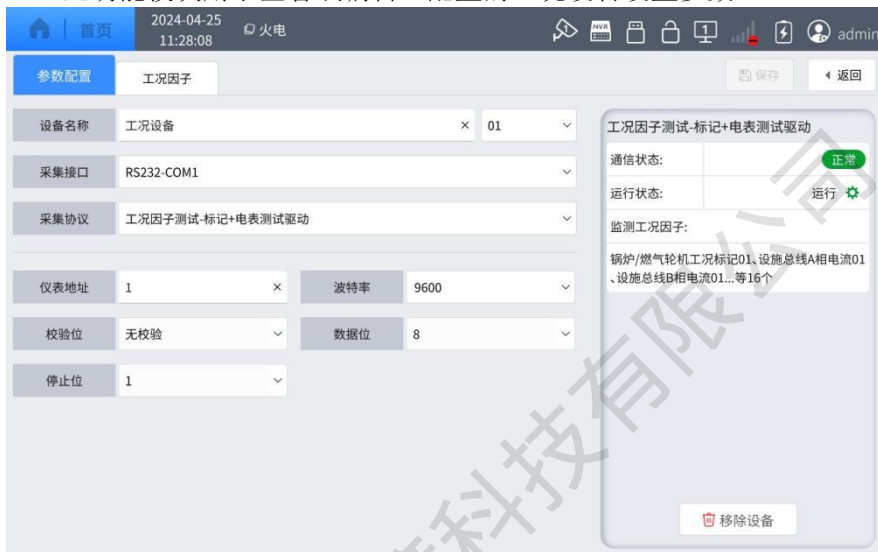 首页
2024-04-25
11:28:08
火电
NVR
1
admin
参数配置
工况因子
保存
返回
设备名称
工况设备
×
01
采集接口
RS232-COM1
采集协议
工况因子测试-标记+电表测试驱动
仪表地址
1
×
波特率
9600
校验位
无校验
数据位
8
停止位
1
工况因子测试-标记+电表测试驱动
通信状态:
正常
运行状态:
运行
监测工况因子:
锅炉/燃气轮机工况标记01、设施总线A相电流01
、设施总线B相电流01...等16个
移除设备
技有限公司